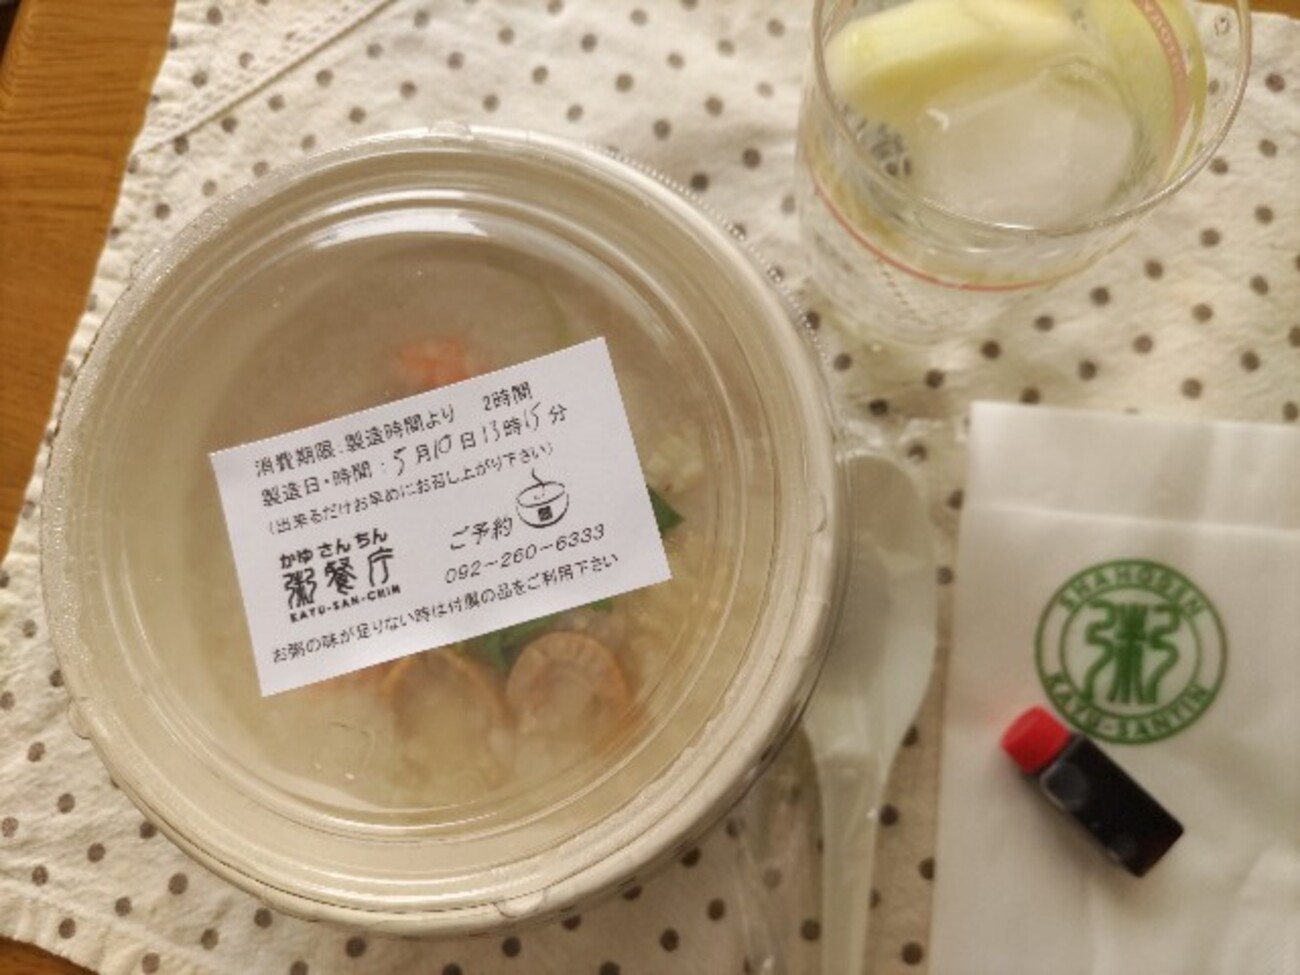 消費期限:製造時間より 2時間
製造日・時間:5月10日13時15分
(出来るだけお早めにお召し上がり下さい)
かゆ さん ちん
粥餐庁
KAYU-SAN-CHIN
ご予約
092-260-6333
お粥の味が足りない時は付属の品をご利用下さい
粥
KAYU-SANTIN